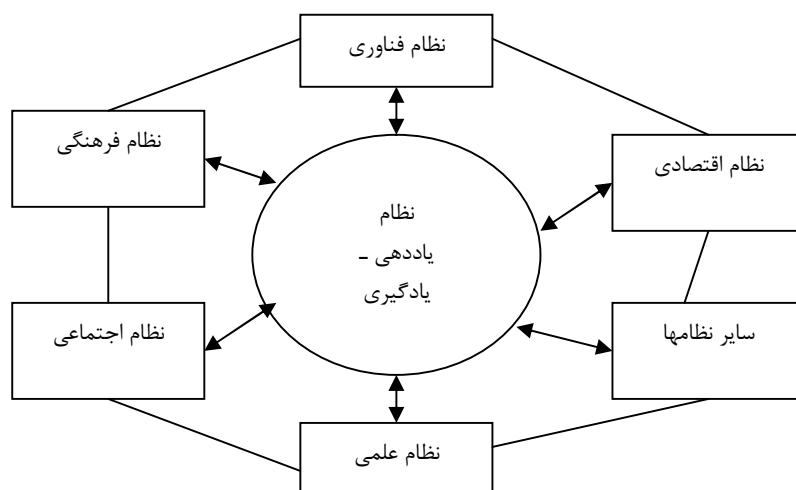 نظام فناوری
نظام فرهنگی
نظام اقتصادی
نظام
یاددهی -
یادگیری
نظام اجتماعی
سایر نظامها
نظام علمی